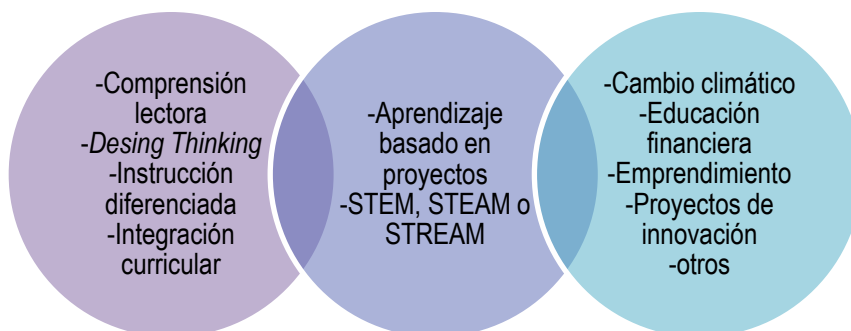 -Comprensión
lectora
-Desing Thinking
-Instrucción
diferenciada
-Integración
curricular
-Aprendizaje
basado en
proyectos
-STEM, STEAM o
STREAM
-Cambio climático
-Educación
financiera
-Emprendimiento
-Proyectos de
innovación
-otros